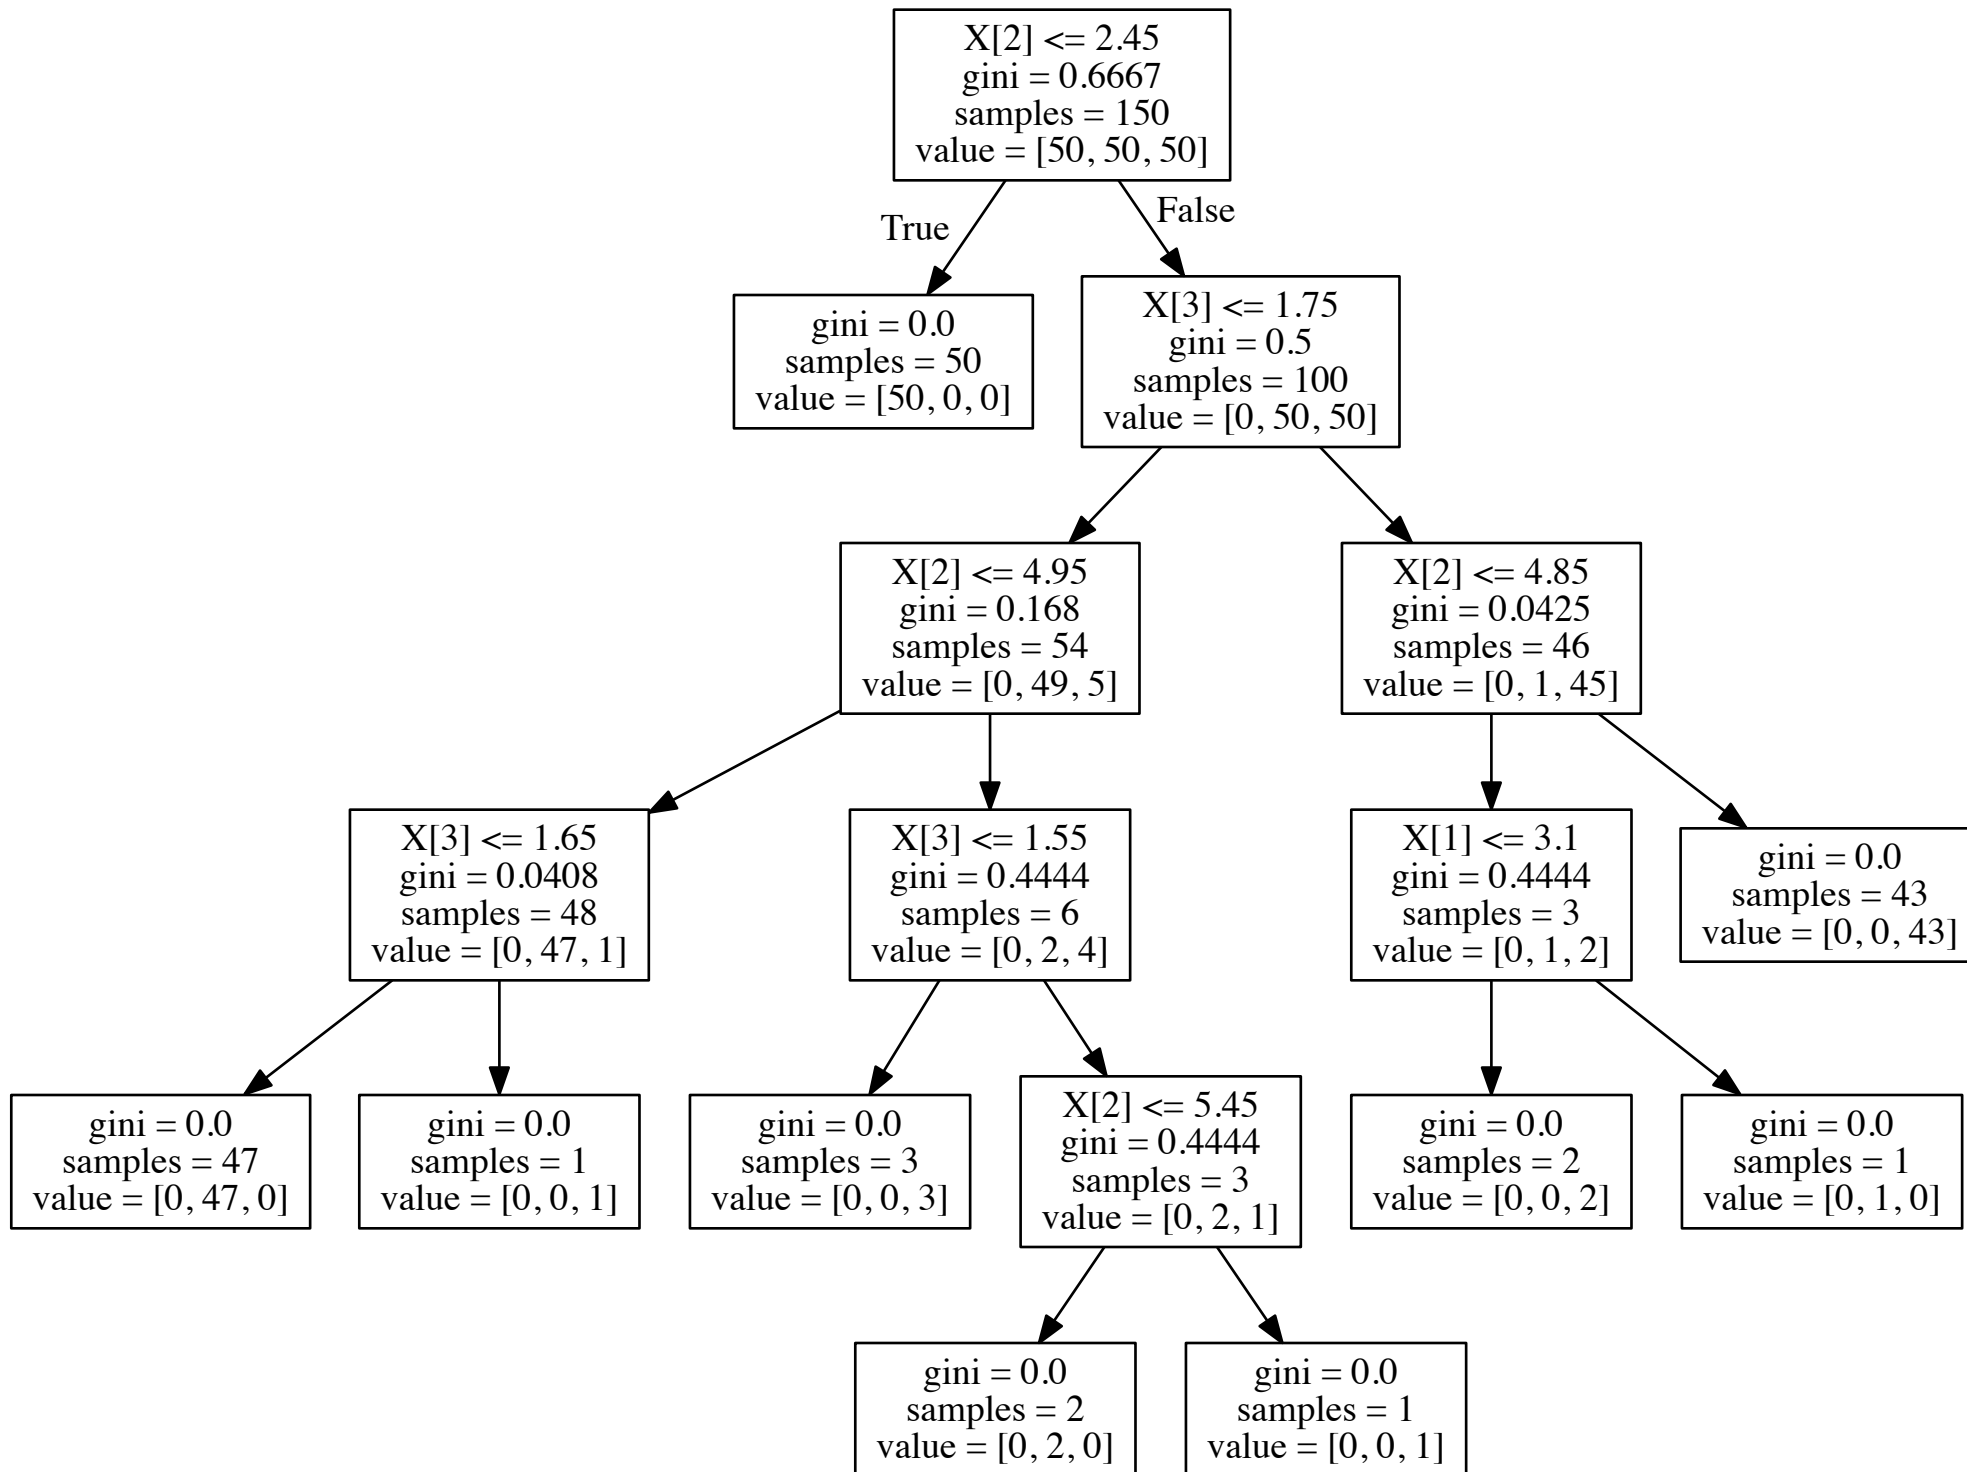 X[2] <= 2.45
gini = 0.6667
samples = 150
value = [50, 50, 50]
True
False
gini = 0.0
samples = 50
value = [50, 0, 0]
X[3] <= 1.75
gini = 0.5
samples = 100
value = [0, 50, 50]
X[2] <= 4.95
gini = 0.168
samples = 54
value = [0, 49, 5]
X[2] <= 4.85
gini = 0.0425
samples = 46
value = [0, 1, 45]
X[3] <= 1.65
gini = 0.0408
samples = 48
value = [0, 47, 1]
X[3] <= 1.55
gini = 0.4444
samples = 6
value = [0, 2, 4]
X[1] <= 3.1
gini = 0.4444
samples = 3
value = [0, 1, 2]
gini = 0.0
samples = 43
value = [0, 0, 43]
gini = 0.0
samples = 47
value = [0, 47, 0]
gini = 0.0
samples = 1
value = [0, 0, 1]
gini = 0.0
samples = 3
value = [0, 0, 3]
X[2] <= 5.45
gini = 0.4444
samples = 3
value = [0, 2, 1]
gini = 0.0
samples = 2
value = [0, 0, 2]
gini = 0.0
samples = 1
value = [0, 1, 0]
gini = 0.0
samples = 2
value = [0, 2, 0]
gini = 0.0
samples = 1
value = [0, 0, 1]